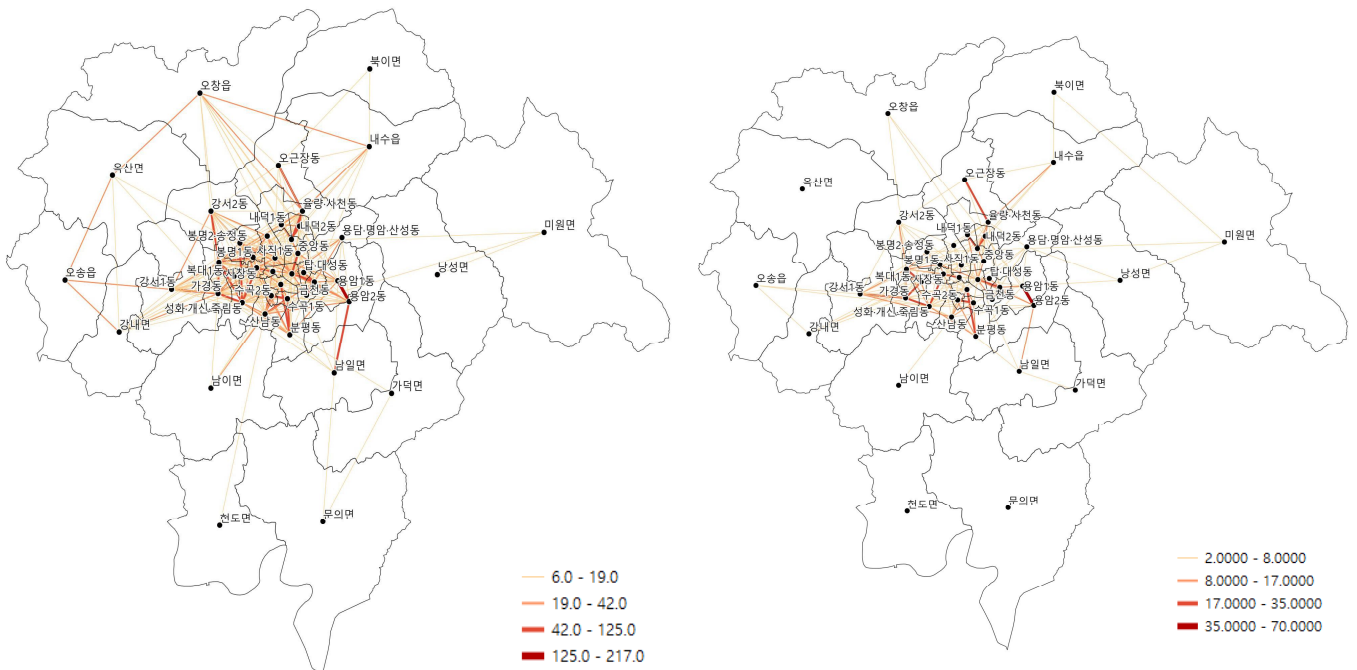 북이면
오창읍
내수읍
오근장동
옥산면
강서2동
율량·사천동
내덕1동
내덕2동
용담·명암·산성동
봉명2·송정동
중앙동
봉명1동
사직1동
미원면
복대1동
사창동
탑·대성동
낭성면
오송읍
강서1동
가경동
수곡2동
금천동
용암1동
용암2동
성화·개신·죽림동
수곡1동
산남동
분평동
강내면
남일면
남이면
가덕면
현도면
문의면
6.0 - 19.0
19.0 - 42.0
42.0 - 125.0
125.0 - 217.0
북이면
오창읍
내수읍
오근장동
옥산면
강서2동
율량·사천동
내덕1동
내덕2동
용담·명암·산성동
봉명2·송정동
중앙동
봉명1동
사직1동
미원면
복대1동
사창동
탑·대성동
낭성면
오송읍
강서1동
가경동
수곡2동
금천동
용암1동
용암2동
성화·개신·죽림동
수곡1동
산남동
분평동
강내면
남일면
남이면
가덕면
현도면
문의면
2.0000 - 8.0000
8.0000 - 17.0000
17.0000 - 35.0000
35.0000 - 70.0000